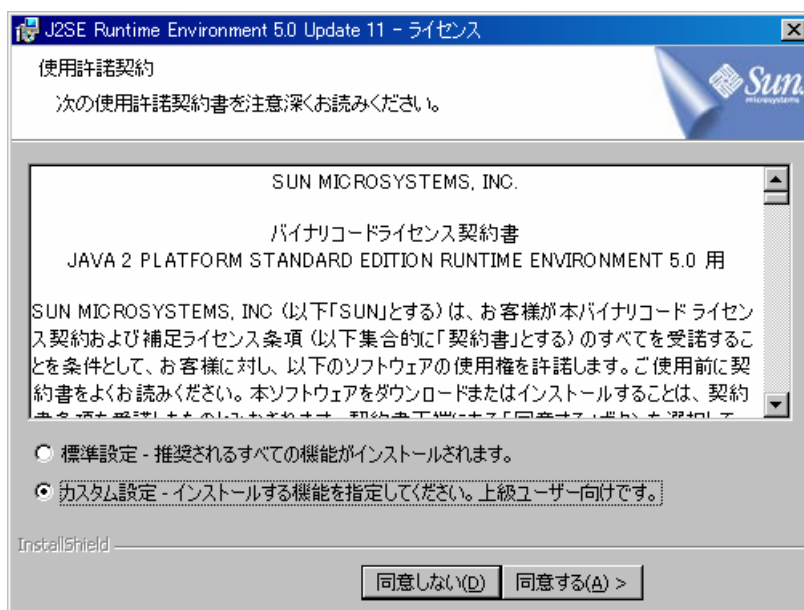 J2SE Runtime Environment 5.0 Update 11 - ライセンス
使用許諾契約
次の使用許諾契約書を注意深くお読みください。
Sun
microsystems
SUN MICROSYSTEMS, INC.
バイナリコードライセンス契約書
JAVA 2 PLATFORM STANDARD EDITION RUNTIME ENVIRONMENT 5.0 用
SUN MICROSYSTEMS, INC (以下「SUN」とする) は、お客様が本バイナリコード ライセン
ス契約および補足ライセンス条項 (以下集合的に「契約書」とする) のすべてを受諾するこ
とを条件として、お客様に対し、以下のソフトウェアの使用権を許諾します。ご使用前に契
約書をよくお読みください。本ソフトウェアをダウンロードまたはインストールすることは、契約
標準設定 - 推奨されるすべての機能がインストールされます。
カスタム設定 - インストールする機能を指定してください。上級ユーザー向けです。
InstallShield
同意しない(D)
同意する(A) >